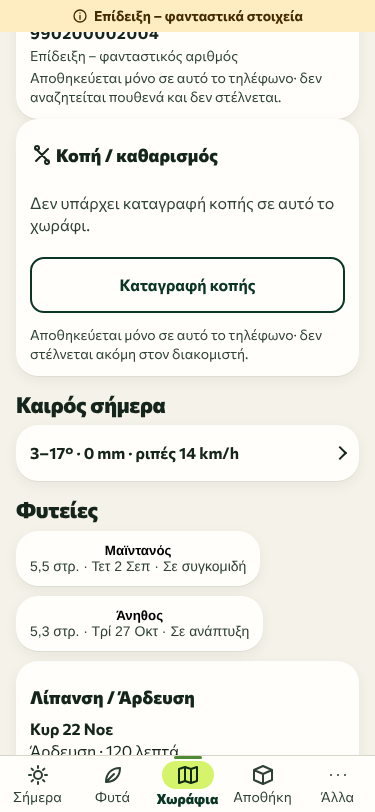 Επίδειξη – φανταστικά στοιχεία
990200002004
Επίδειξη – φανταστικός αριθμός
Αποθηκεύεται μόνο σε αυτό το τηλέφωνο· δεν
αναζητείται πουθενά και δεν στέλνεται.
Κοπή / καθαρισμός
Δεν υπάρχει καταγραφή κοπής σε αυτό το
χωράφι.
Καταγραφή κοπής
Αποθηκεύεται μόνο σε αυτό το τηλέφωνο· δεν
στέλνεται ακόμη στον διακομιστή.
Καιρός σήμερα
3–17° · 0 mm · ριπές 14 km/h
Φυτείες
Μαϊντανός
5,5 στρ. · Τετ 2 Σεπ · Σε συγκομιδή
Άνηθος
5,3 στρ. · Τρί 27 Οκτ · Σε ανάπτυξη
Λίπανση / Άρδευση
Κυρ 22 Νοε
Άρδευση · 120 λεπτά
Σήμερα
Φυτά
Χωράφια
Αποθήκη
Άλλα